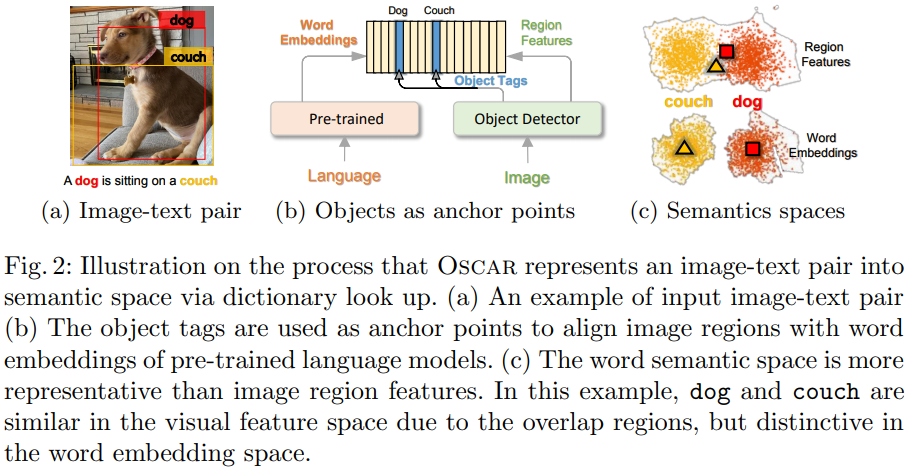 dog
couch
A dog is sitting on a couch
(a) Image-text pair
Dog Couch
Word Embeddings
Region Features
Object Tags
Pre-trained
Object Detector
Language
Image
(b) Objects as anchor points
Region Features
couch dog
Word Embeddings
(c) Semantics spaces
Fig. 2: Illustration on the process that OSCAR represents an image-text pair into
semantic space via dictionary look up. (a) An example of input image-text pair
(b) The object tags are used as anchor points to align image regions with word
embeddings of pre-trained language models. (c) The word semantic space is more
representative than image region features. In this example, dog and couch are
similar in the visual feature space due to the overlap regions, but distinctive in
the word embedding space.